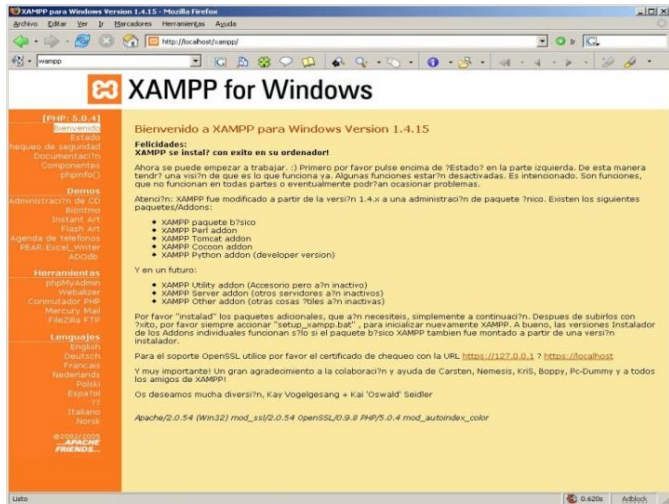 XAMPP para Windows Version 1.4.15 - Mozilla Firefox
Archivo Editar Ver Ir Marcadores Herramientas Ayuda
http://localhost/xampp/
wampp
XAMPP for Windows
[PHP: 5.0.4]
Bienvenido
Estado
hequeo de seguridad
Documentaci?n
Componentes
phpinfo()
Demos
Administraci?n de CD
Bioritmo
Instant Art
Flash Art
Agenda de telefonos
PEAR:Excel_Writer
ADOdb
Herramientas
phpMyAdmin
Webalizer
Conmutador PHP
Mercury Mail
FileZilla FTP
Lenguajes
English
Deutsch
Francais
Nederlands
Polski
Espa?ol
??
Italiano
Norsk
©2002/2005
...APACHE
FRIENDS...
Bienvenido a XAMPP para Windows Version 1.4.15
Felicidades:
XAMPP se instal? con exito en su ordenador!
Ahora se puede empezar a trabajar. :) Primero por favor pulse encima de ?Estado? en la parte izquierda. De esta manera
tendr? una visi?n de que es lo que funciona ya. Algunas funciones estar?n desactivadas. Es intencionado. Son funciones,
que no funcionan en todas partes o eventualmente podr?an ocasionar problemas.
Atenci?n: XAMPP fue modificado a partir de la versi?n 1.4.x a una administraci?n de paquete ?nico. Existen los siguientes
paquetes/Addons:
XAMPP paquete b?sico
XAMPP Perl addon
XAMPP Tomcat addon
XAMPP Cocoon addon
XAMPP Python addon (developer version)
Y en un futuro:
XAMPP Utility addon (Accesorio pero a?n inactivo)
XAMPP Server addon (otros servidores a?n inactivos)
XAMPP Other addon (otras cosas ?tiles a?n inativas)
Por favor "instalad" los paquetes adicionales, que a?n necesiteis, simplemente a continuaci?n. Despues de subirlos con
?xito, por favor siempre accionar "setup_xampp.bat" , para inicializar nuevamente XAMPP. A bueno, las versiones Instalador
de los Addons individuales funcionan s?lo si el paquete b?sico XAMPP tambien fue montado a partir de una versi?n
instalador.
Para el soporte OpenSSL utilice por favor el certificado de chequeo con la URL https://127.0.0.1 ? https://localhost
Y muy importante! Un gran agradecimiento a la colaboraci?n y ayuda de Carsten, Nemesis, KriS, Boppy, Pc-Dummy y a todos
los amigos de XAMPP!
Os deseamos mucha diversi?n, Kay Vogelgesang + Kai 'Oswald' Seidler
Apache/2.0.54 (Win32) mod_ssl/2.0.54 OpenSSL/0.9.8 PHP/5.0.4 mod_autoindex_color
Listo
0.620s Adblock